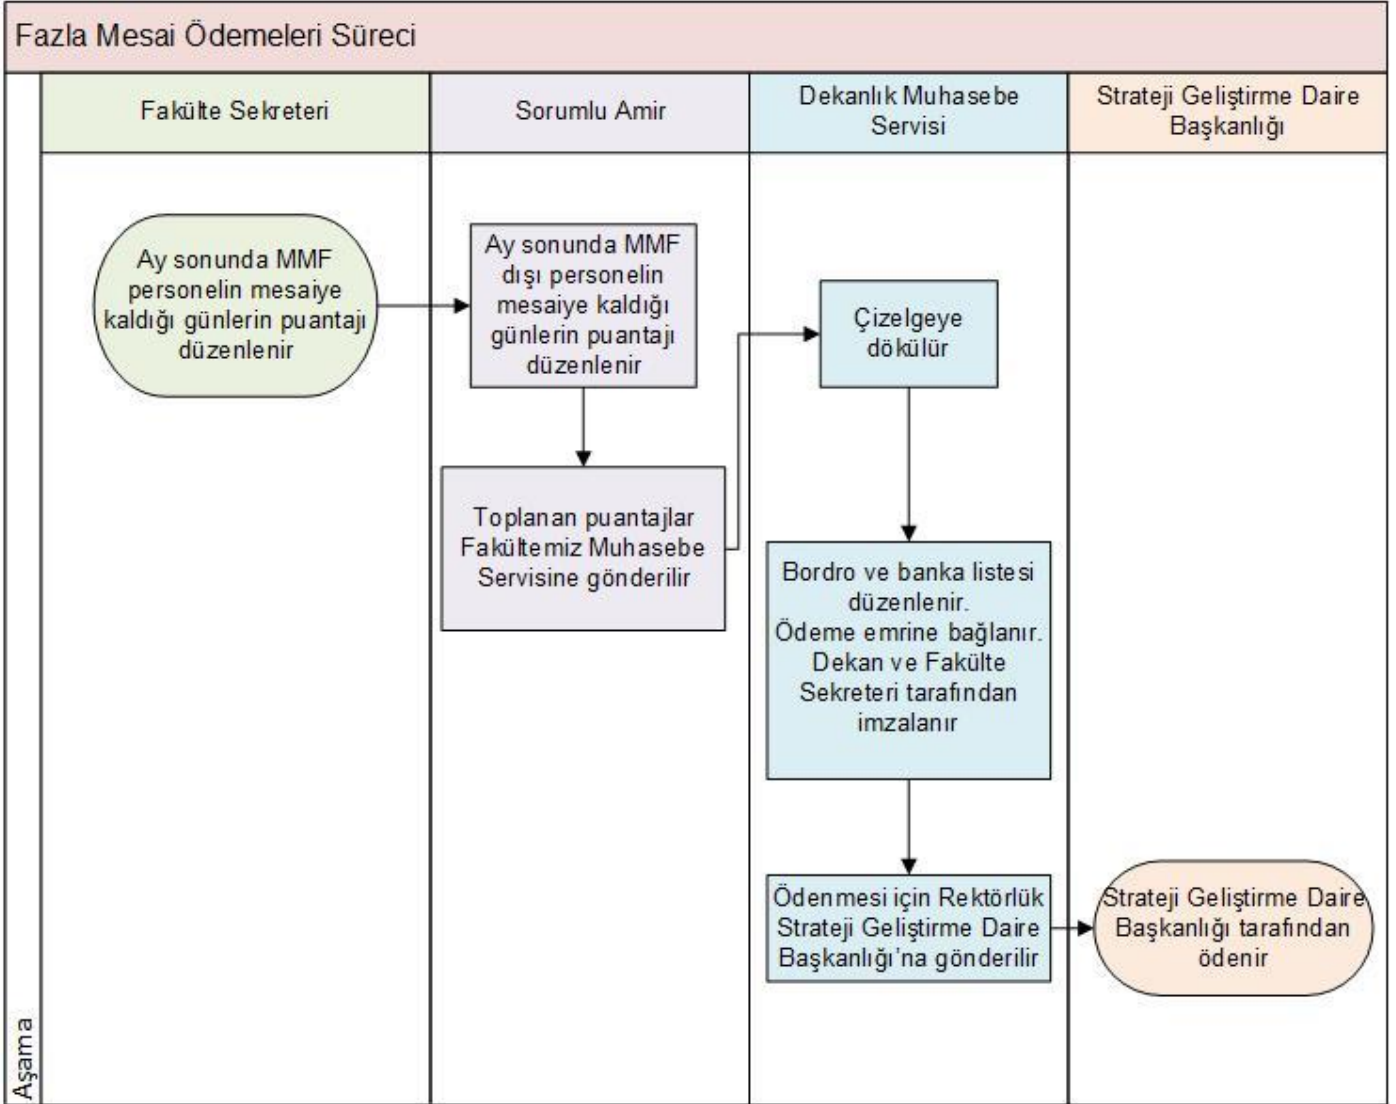 Fazla Mesai Ödemeleri Süreci
Fakülte Sekreteri
Sorumlu Amir
Dekanlık Muhasebe
Servisi
Strateji Geliştirme Daire
Başkanlığı
Ay sonunda MMF
personelin mesaiye
kaldığı günlerin puantajı
düzenlenir
Ay sonunda MMF
dışı personelin
mesaiye kaldığı
günlerin puantajı
düzenlenir
Toplanan puantajlar
Fakültemiz Muhasebe
Servisine gönderilir
Çizelgeye
dökülür
Bordro ve banka listesi
düzenlenir.
Ödeme emrine bağlanır.
Dekan ve Fakülte
Sekreteri tarafından
imzalanır
Ödenmesi için Rektörlük
Strateji Geliştirme Daire
Başkanlığı'na gönderilir
Strateji Geliştirme Daire
Başkanlığı tarafından
ödenir
Aşama